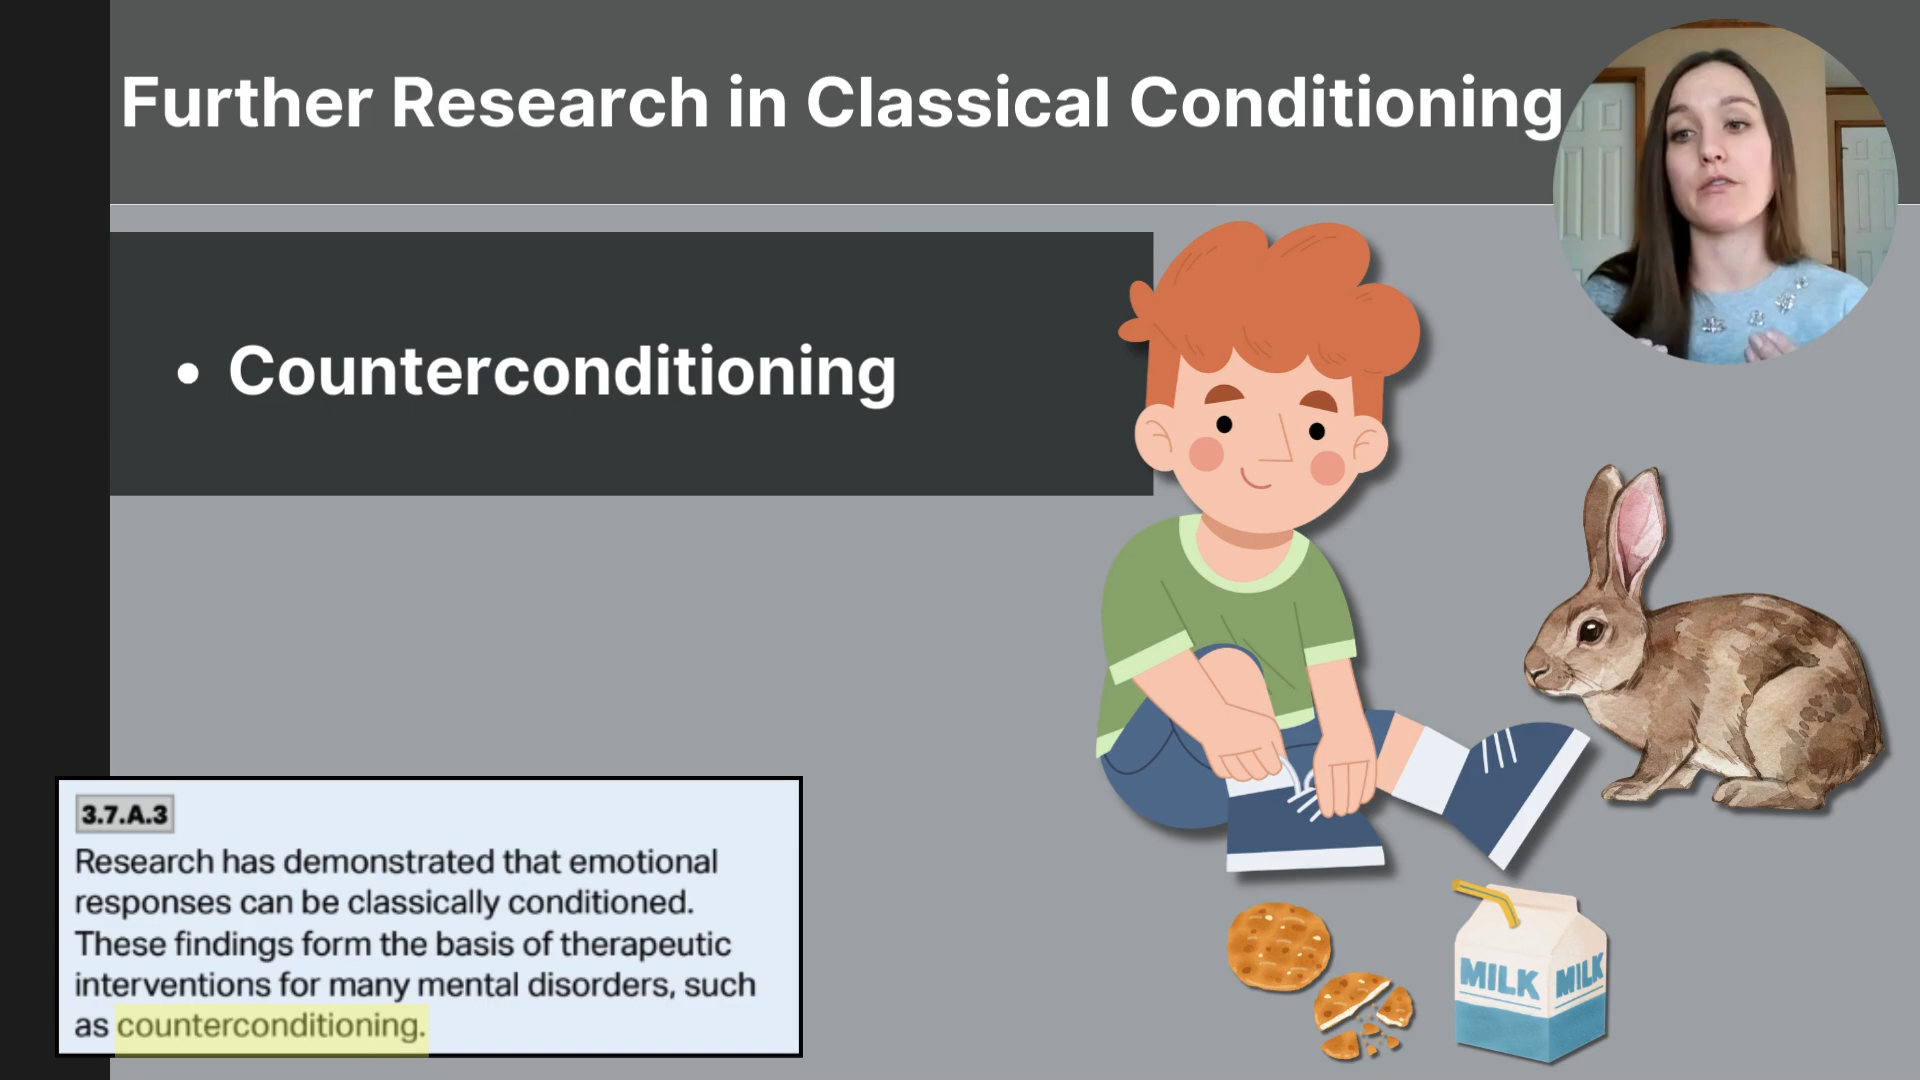 Further Research in Classical Conditioning
• Counterconditioning
3.7.A.3
Research has demonstrated that emotional
responses can be classically conditioned.
These findings form the basis of therapeutic
interventions for many mental disorders, such
as counterconditioning.
MILK MILK